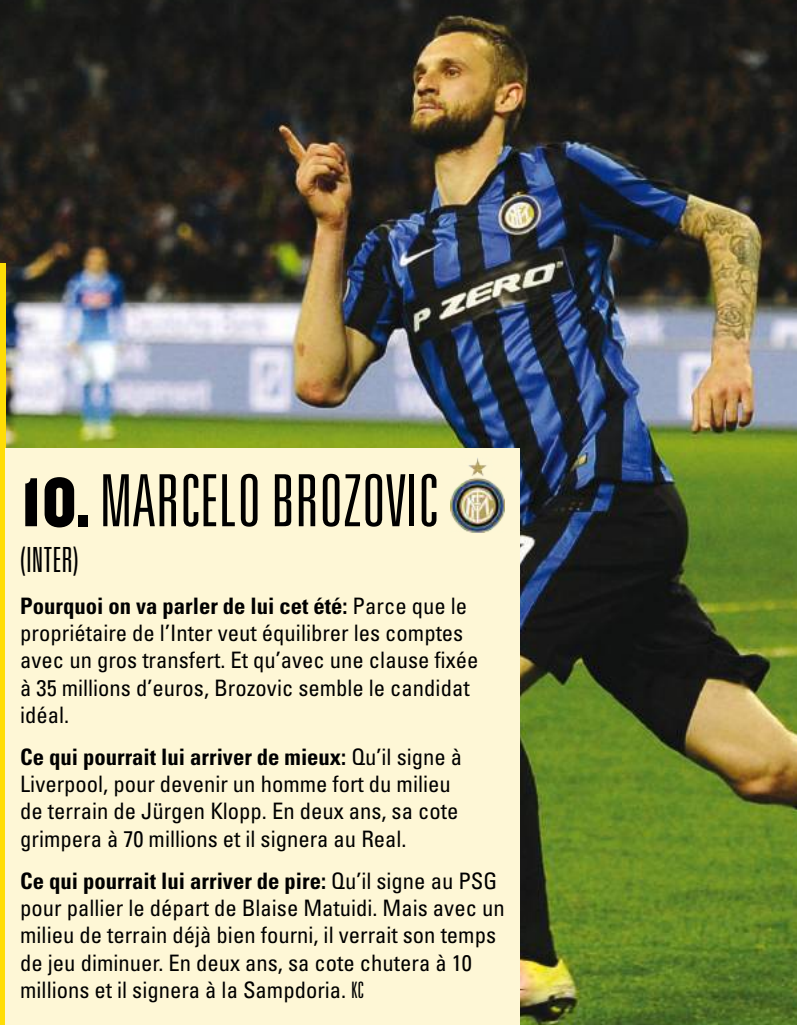 P ZERO
10. MARCELO BROZOVIC
(INTER)
Pourquoi on va parler de lui cet été: Parce que le
propriétaire de l'Inter veut équilibrer les comptes
avec un gros transfert. Et qu'avec une clause fixée
à 35 millions d'euros, Brozovic semble le candidat
idéal.
Ce qui pourrait lui arriver de mieux: Qu'il signe à
Liverpool, pour devenir un homme fort du milieu
de terrain de Jürgen Klopp. En deux ans, sa cote
grimpera à 70 millions et il signera au Real.
Ce qui pourrait lui arriver de pire: Qu'il signe au PSG
pour pallier le départ de Blaise Matuidi. Mais avec un
milieu de terrain déjà bien fourni, il verrait son temps
de jeu diminuer. En deux ans, sa cote chutera à 10
millions et il signera à la Sampdoria. KC